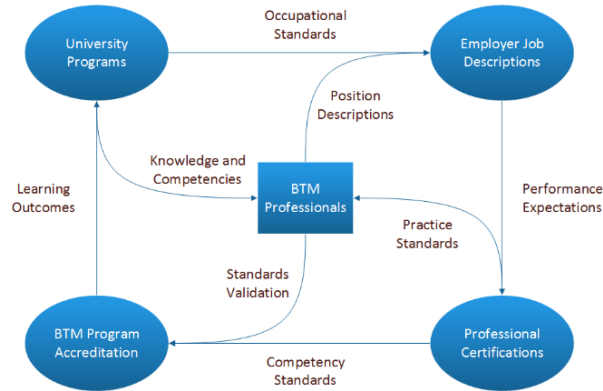 Occupational
Standards
University
Programs
Employer Job
Descriptions
Position
Descriptions
Knowledge and
Competencies
Learning
Outcomes
BTM
Professionals
Performance
Expectations
Practice
Standards
Standards
Validation
BTM Program
Accreditation
Professional
Certifications
Competency
Standards